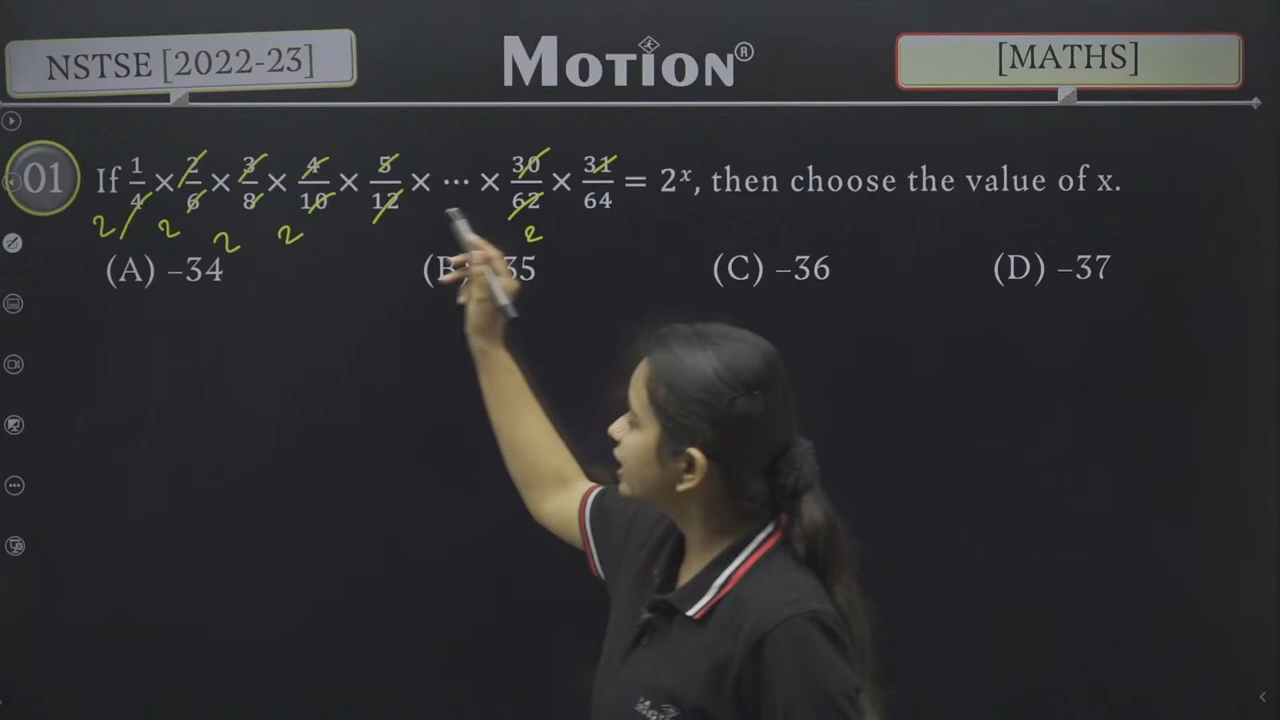 NSTSE [2022-23]
MOTION®
[MATHS]
01 If 1/4 × 2/6 × 3/8 × 4/10 × 5/12 × ... × 30/62 × 31/64 = 2^x, then choose the value of x.
2 2 2 2 2
(A) –34 (B) 35 (C) –36 (D) –37